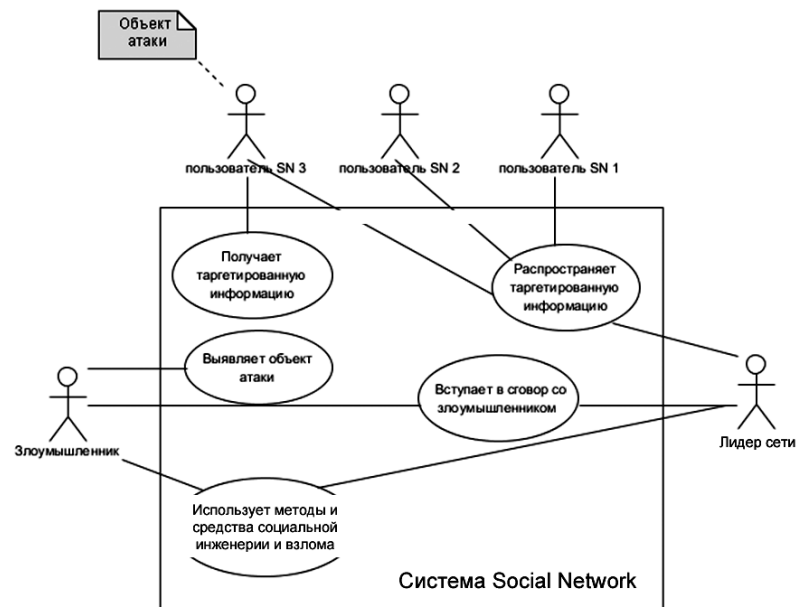 Объект
атаки
пользователь SN 3
пользователь SN 2
пользователь SN 1
Получает
таргетированную
информацию
Распространяет
таргетированную
информацию
Выявляет объект
атаки
Вступает в сговор со
злоумышленником
Злоумышленник
Лидер сети
Использует методы и
средства социальной
инженерии и взлома
Система Social Network